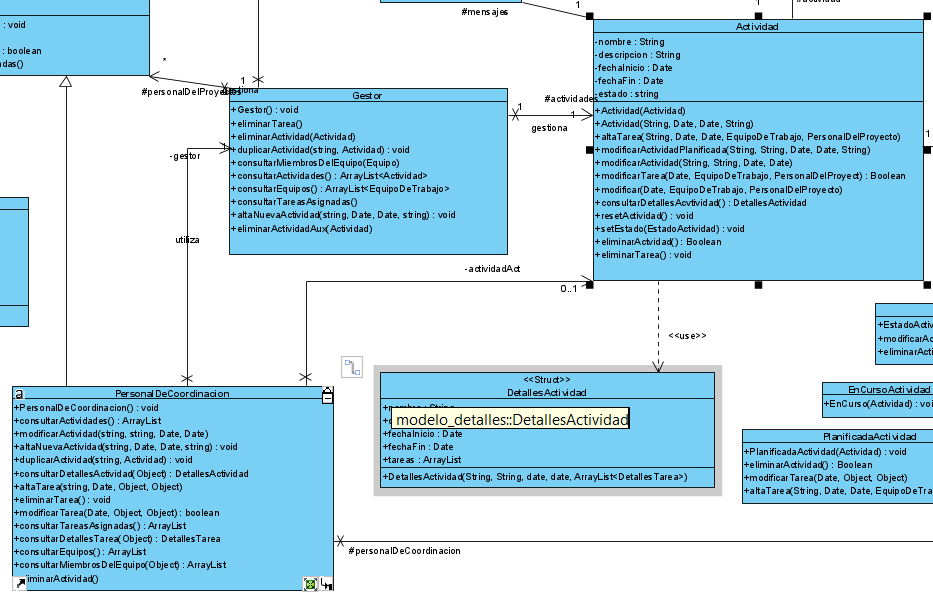 : void
: boolean
das()
*
#personalDelProyecto
1
gestiona
#mensajes
1
1
#actividad
Gestor
+Gestor() : void
+eliminarTarea()
+eliminarActividad(Actividad)
+duplicarActividad(string, Actividad) : void
+consultarMiembrosDelEquipo(Equipo)
+consultarActividades() : ArrayList<Actividad>
+consultarEquipos() : ArrayList<EquipoDeTrabajo>
+consultarTareasAsignadas()
+altaNuevaActividad(string, Date, Date, string) : void
+eliminarActividadAux(Actividad)
#actividades
1
1
gestiona
Actividad
-nombre : String
-descripcion : String
-fechaInicio : Date
-fechaFin : Date
-estado : string
+Actividad(Actividad)
+Actividad(String, Date, Date, String)
+altaTarea(String, Date, Date, EquipoDeTrabajo, PersonalDelProyecto)
+modificarActividadPlanificada(String, String, Date, Date, String)
+modificarActividad(String, String, Date, Date)
+modificarTarea(Date, EquipoDeTrabajo, PersonalDelProyect) : Boolean
+modificar(Date, EquipoDeTrabajo, PersonalDelProyecto)
+consultarDetallesAcvtividad() : DetallesActividad
+resetActividad() : void
+setEstado(EstadoActividad) : void
+eliminarActvidad() : Boolean
+eliminarTarea() : void
1
-gestor
1
utiliza
-actividadAct
0..1
<<use>>
PersonalDeCoordinacion
+PersonalDeCoordinacion() : void
+consultarActividades() : ArrayList
+modificarActividad(string, string, Date, Date)
+altaNuevaActividad(string, Date, Date, string) : void
+duplicarActividad(string, Actividad) : void
+consultarDetallesActividad(Object) : DetallesActividad
+altaTarea(string, Date, Object, Object)
+eliminarTarea() : void
+modificarTarea(Date, Object, Object) : boolean
+consultarTareasAsignadas() : ArrayList
+consultarDetallesTarea(Object) : DetallesTarea
+consultarEquipos() : ArrayList
+consultarMiembrosDelEquipo(Object) : ArrayList
liminarActividad()
<<Struct>>
DetallesActividad
modelo_detalles::DetallesActividad
+fechaInicio : Date
+fechaFin : Date
+tareas : ArrayList
+DetallesActividad(String, String, date, date, ArrayList<DetallesTarea>)
+EstadoActiv
+modificarAc
+eliminarActi
EnCursoActividad
+EnCurso(Actividad) : voi
PlanificadaActividad
+PlanificadaActividad(Actividad) : void
+eliminarActividad() : Boolean
+modificarTarea(Date, Object, Object)
+altaTarea(String, Date, Date, EquipoDeTra
#personalDeCoordinacion